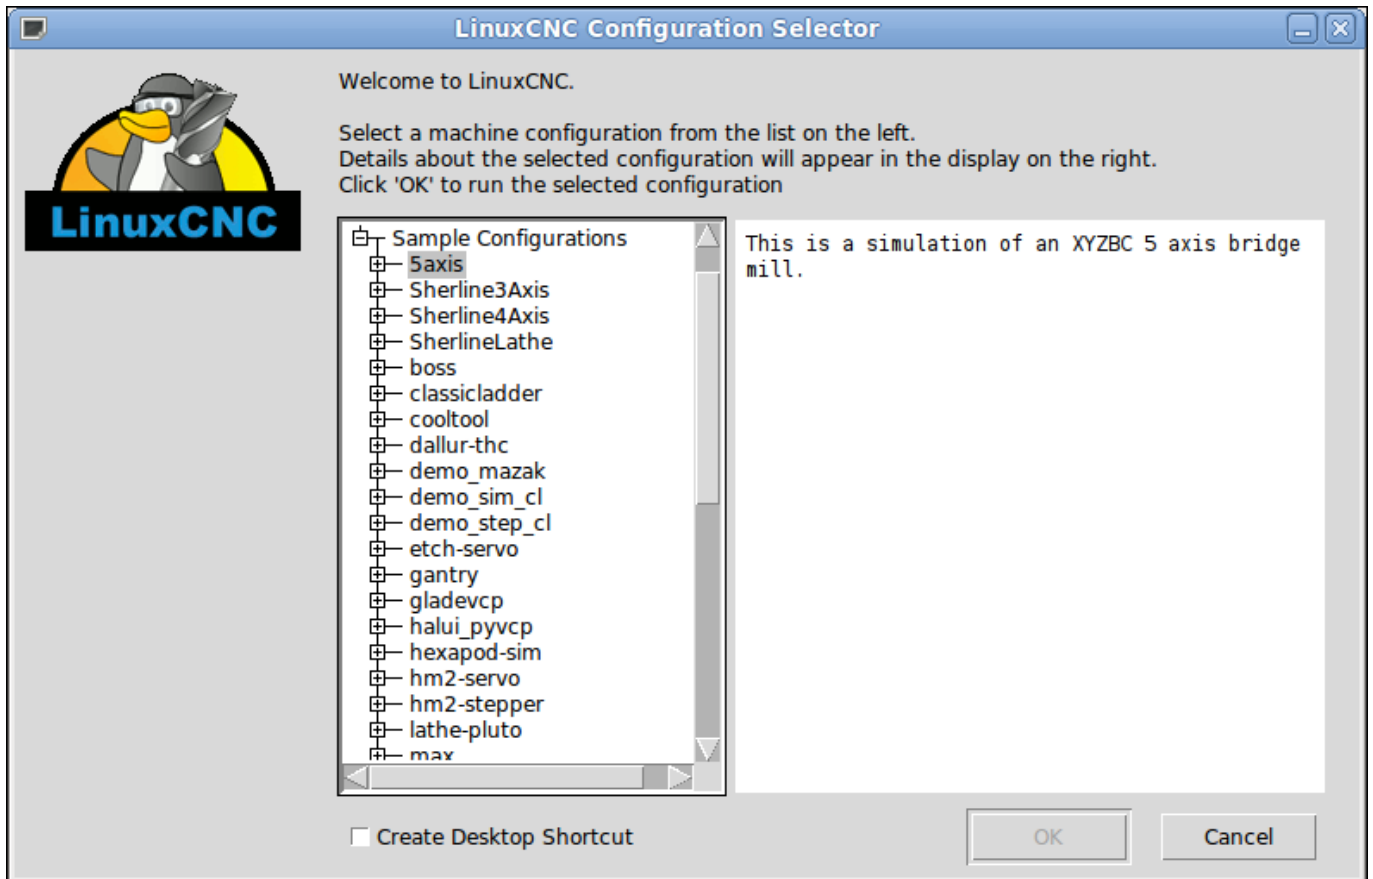 LinuxCNC Configuration Selector
LinuxCNC
Welcome to LinuxCNC.
Select a machine configuration from the list on the left.
Details about the selected configuration will appear in the display on the right.
Click 'OK' to run the selected configuration
Sample Configurations
5axis
Sherline3Axis
Sherline4Axis
SherlineLathe
boss
classicladder
cooltool
dallur-thc
demo_mazak
demo_sim_cl
demo_step_cl
etch-servo
gantry
gladevcp
halui_pyvcp
hexapod-sim
hm2-servo
hm2-stepper
lathe-pluto
max
This is a simulation of an XYZBC 5 axis bridge
mill.
Create Desktop Shortcut
OK
Cancel